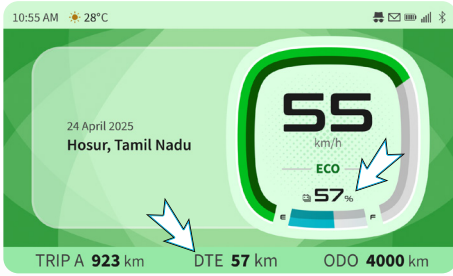 10:55 AM 28°C
24 April 2025
Hosur, Tamil Nadu
55
km/h
ECO
57%
E F
TRIP A 923 km DTE 57 km ODO 4000 km